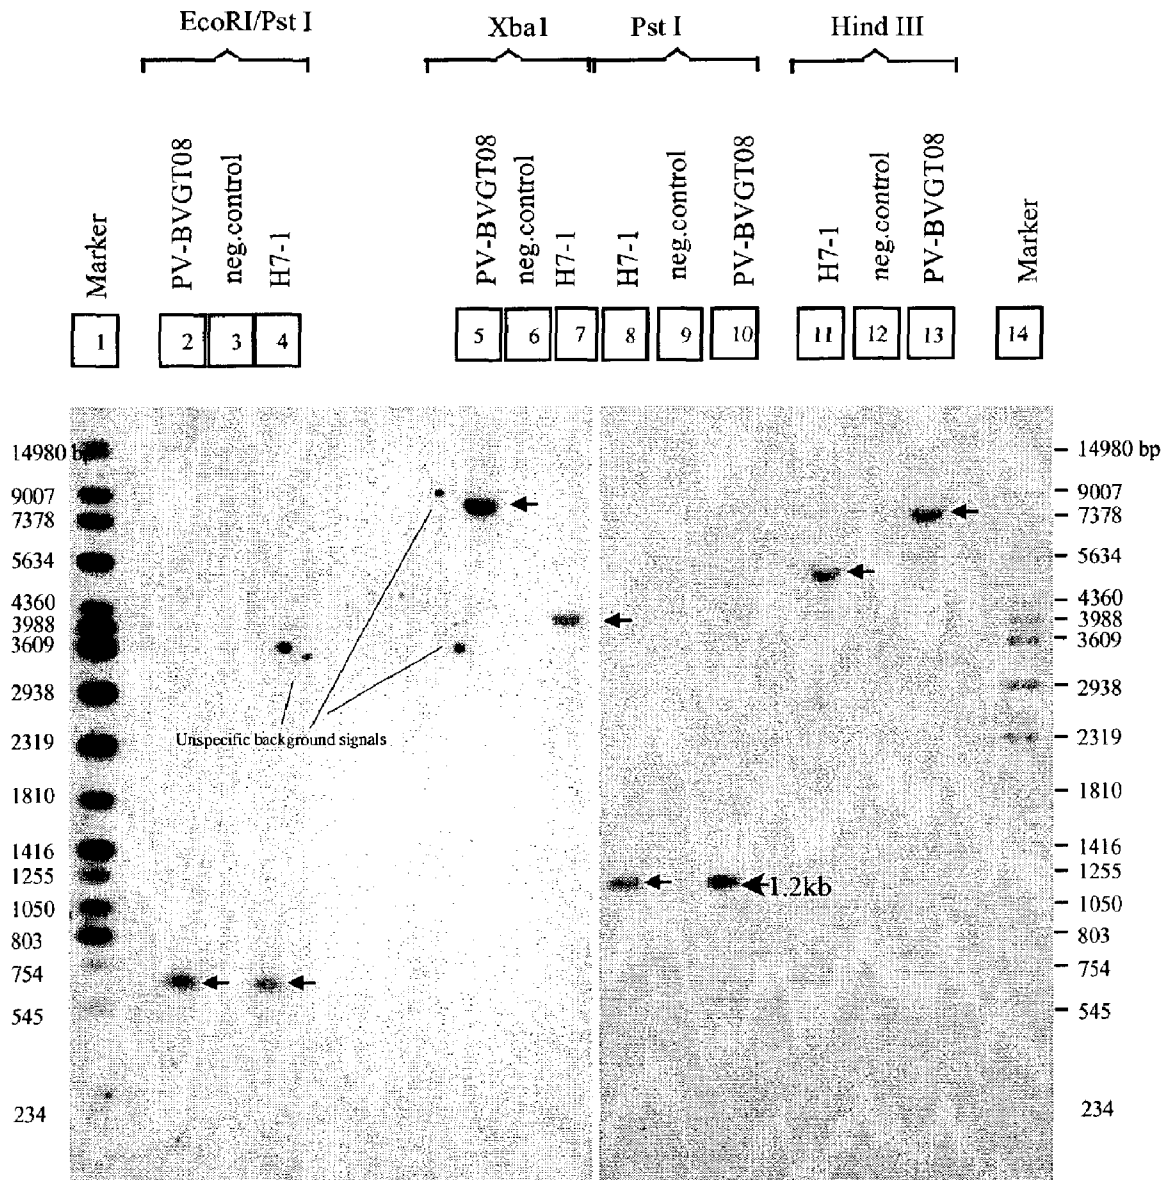 EcoRI/Pst I
Xba1
Pst I
Hind III
Marker
PV-BVGT08
neg.control
H7-1
PV-BVGT08
neg.control
H7-1
H7-1
neg.control
PV-BVGT08
H7-1
neg.control
PV-BVGT08
Marker
1
2
3
4
5
6
7
8
9
10
11
12
13
14
14980 bp
9007
7378
5634
4360
3988
3609
2938
2319
1810
1416
1255
1050
803
754
545
234
Unspecific background signals
1.2kb
14980 bp
9007
7378
5634
4360
3988
3609
2938
2319
1810
1416
1255
1050
803
754
545
234